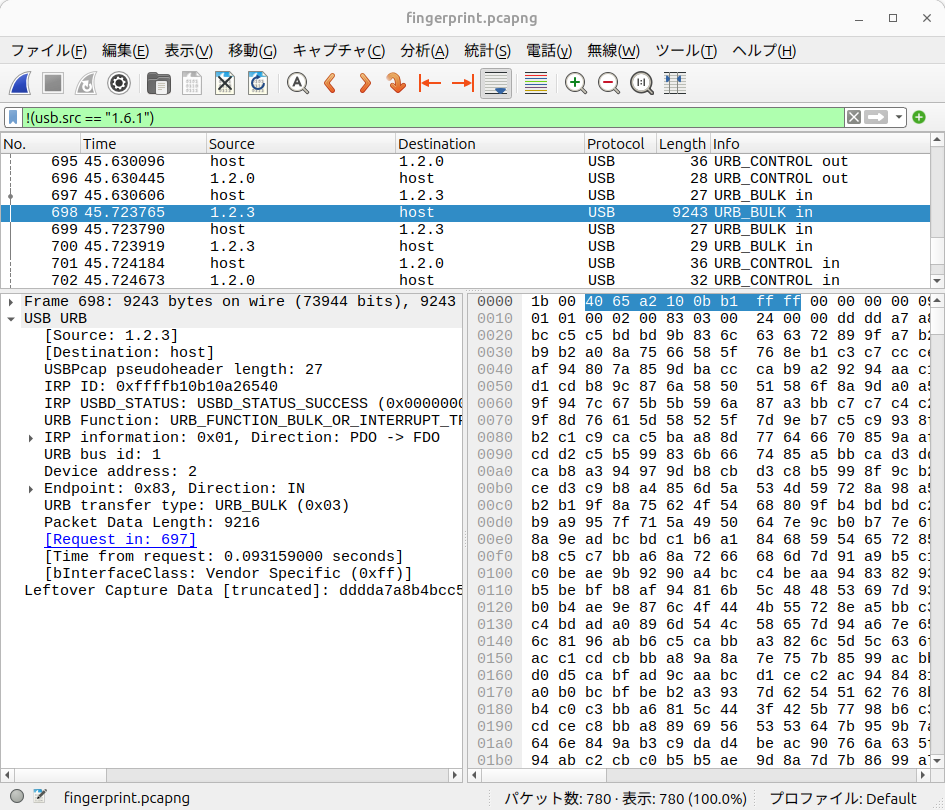 fingerprint.pcapng
ファイル(F) 編集(E) 表示(V) 移動(G) キャプチャ(C) 分析(A) 統計(S) 電話(y) 無線(W) ツール(T) ヘルプ(H)
!(usb.src == "1.6.1")
No. Time Source Destination Protocol Length Info
695 45.630096 host 1.2.0 USB 36 URB_CONTROL out
696 45.630445 1.2.0 host USB 28 URB_CONTROL out
697 45.630606 host 1.2.3 USB 27 URB_BULK in
698 45.723765 1.2.3 host USB 9243 URB_BULK in
699 45.723790 host 1.2.3 USB 27 URB_BULK in
700 45.723919 1.2.3 host USB 29 URB_BULK in
701 45.724184 host 1.2.0 USB 36 URB_CONTROL in
702 45.724673 1.2.0 host USB 32 URB_CONTROL in
Frame 698: 9243 bytes on wire (73944 bits), 9243
USB URB
[Source: 1.2.3]
[Destination: host]
USBPcap pseudoheader length: 27
IRP ID: 0xffffb10b10a26540
IRP USBD_STATUS: USBD_STATUS_SUCCESS (0x0000000
URB Function: URB_FUNCTION_BULK_OR_INTERRUPT_TR
IRP information: 0x01, Direction: PDO -> FDO
URB bus id: 1
Device address: 2
Endpoint: 0x83, Direction: IN
URB transfer type: URB_BULK (0x03)
Packet Data Length: 9216
[Request in: 697]
[Time from request: 0.093159000 seconds]
[bInterfaceClass: Vendor Specific (0xff)]
Leftover Capture Data [truncated]: dddda7a8b4bcc5
0000 1b 00 40 65 a2 10 0b b1 ff ff 00 00 00 00 09
0010 01 01 00 02 00 83 03 00 24 00 00 dd dd a7 a8
0020 bc c5 c5 bd bd 9b 83 6c 63 63 72 89 9f a7 b2
0030 b9 b2 a0 8a 75 66 58 5f 76 8e b1 c3 c7 cc ce
0040 af 94 80 7a 85 9d ba cc ca b9 a2 92 94 aa c1
0050 d1 cd b8 9c 87 6a 58 50 51 58 6f 8a 9d a0 a5
0060 9f 94 7c 67 5b 5b 59 6a 87 a3 bb c7 c7 c4 c2
0070 9f 8d 76 61 5d 58 52 5f 7d 9e b7 c5 c9 93 8f
0080 b2 c1 c9 ca c5 ba a8 8d 77 64 66 70 85 9a af
0090 cd d2 c5 b5 99 83 6b 66 74 85 a5 bb ca d3 dd
00a0 ca b8 a3 94 97 9d b8 cb d3 c8 b5 99 8f 9c b2
00b0 ce d3 c9 b8 a4 85 6d 5a 53 4d 59 72 8a 98 a5
00c0 b2 b1 9f 8a 75 62 4f 54 68 80 9f b4 bd bd c2
00d0 b9 a9 95 7f 71 5a 49 50 64 7e 9c b0 b7 7e 6f
00e0 8a 9e ad bc bd c1 b6 a1 84 68 59 54 65 72 85
00f0 b8 c5 c7 bb a6 8a 72 66 68 6d 7d 91 a9 b5 c1
0100 c0 be ae 9b 92 90 a4 bc c4 be aa 94 83 82 93
0110 b5 be bf b8 af 94 81 6b 5c 48 48 53 69 7d 93
0120 b0 b4 ae 9e 87 6c 4f 44 4b 55 72 8e a5 bb c3
0130 c4 bd ad a0 89 6d 54 4c 58 65 7d 94 a6 7e 65
0140 6c 81 96 ab b6 c5 ca bb a3 82 6c 5d 5c 63 6f
0150 ac c1 cd cb bb a8 9a 8a 7e 75 7b 85 99 ac bb
0160 d0 d5 ca bf ad 9c aa bc d1 ce c2 ac 94 84 81
0170 a0 b0 bc bf be b2 a3 93 7d 62 54 51 62 76 8b
0180 b4 c0 c3 bb a6 81 5c 44 3f 42 5b 77 98 b6 c3
0190 cd ce c8 bb a8 89 69 56 53 53 64 7b 95 9b 7a
01a0 64 6e 84 9a b3 c9 da d4 be ac 90 76 6a 63 5f
01b0 94 ab c2 cb c0 b5 b5 ae 9d 8a 7d 7b 86 99 a7
fingerprint.pcapng パケット数: 780 · 表示: 780 (100.0%) プロファイル: Default